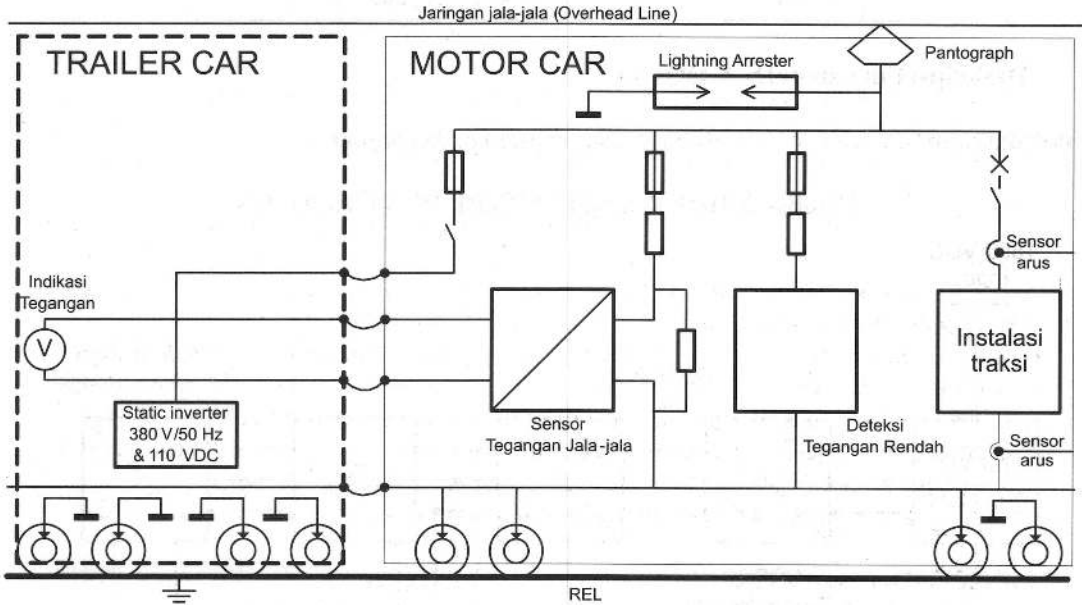 Jaringan jala-jala (Overhead Line)
TRAILER CAR
MOTOR CAR
Lightning Arrester
Pantograph
Indikasi
Tegangan
V
Static inverter
380 V/50 Hz
& 110 VDC
Sensor
Tegangan Jala-jala
Deteksi
Tegangan Rendah
Sensor
arus
Instalasi
traksi
Sensor
arus
REL